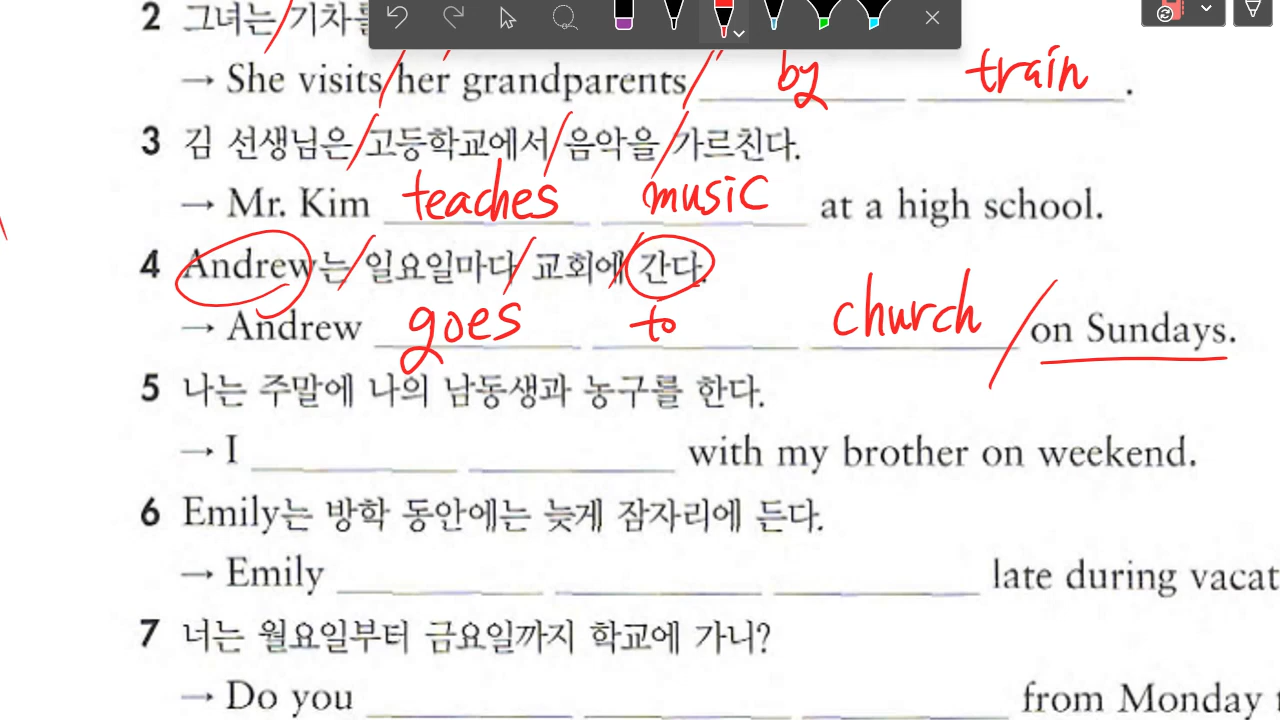 2 그녀는 기차를
→ She visits her grandparents by train.
3 김 선생님은 고등학교에서 음악을 가르친다.
→ Mr. Kim teaches music at a high school.
4 Andrew는 일요일마다 교회에 간다.
→ Andrew goes to church on Sundays.
5 나는 주말에 나의 남동생과 농구를 한다.
→ I with my brother on weekend.
6 Emily는 방학 동안에는 늦게 잠자리에 든다.
→ Emily late during vacat
7 너는 월요일부터 금요일까지 학교에 가니?
→ Do you from Monday